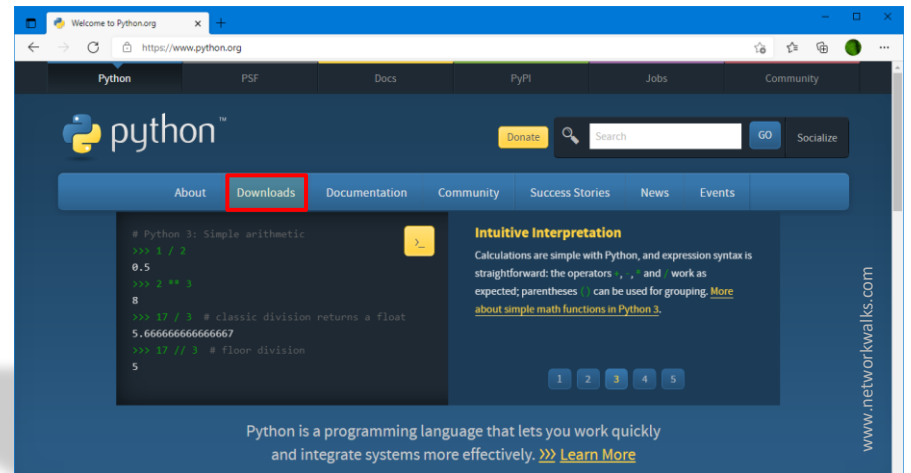 Welcome to Python.org
https://www.python.org
Python PSF Docs PyPI Jobs Community
python™
Donate Search GO Socialize
About Downloads Documentation Community Success Stories News Events
# Python 3: Simple arithmetic
>>> 1 / 2
0.5
>>> 2 ** 3
8
>>> 17 / 3 # classic division returns a float
5.666666666666667
>>> 17 // 3 # floor division
5
>_
Intuitive Interpretation
Calculations are simple with Python, and expression syntax is
straightforward: the operators +, -, * and / work as
expected; parentheses () can be used for grouping. More
about simple math functions in Python 3.
1 2 3 4 5
Python is a programming language that lets you work quickly
and integrate systems more effectively. >>> Learn More
www.networkwalks.com